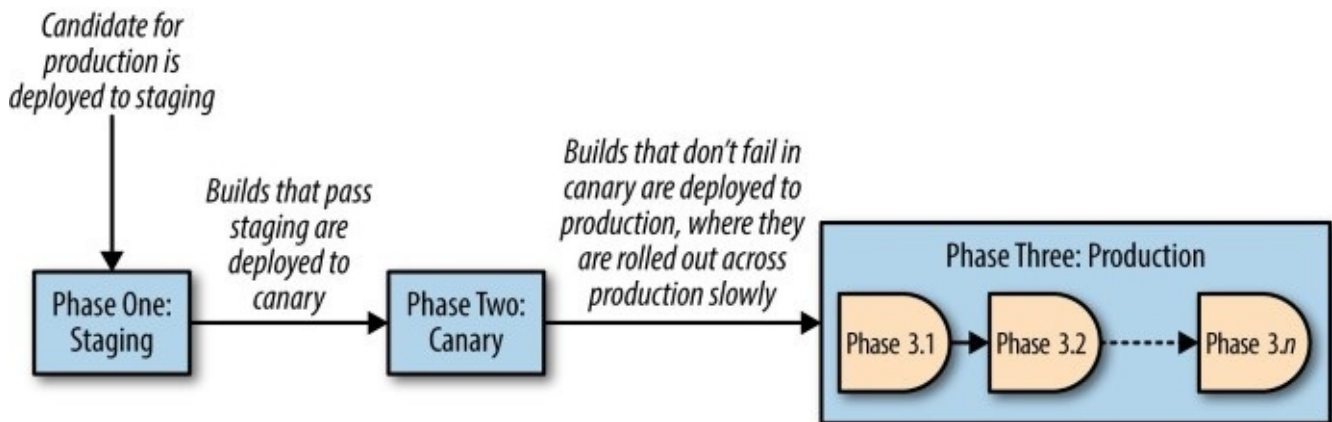 Candidate for
production is
deployed to staging
Builds that pass
staging are
deployed to
canary
Builds that don't fail in
canary are deployed to
production, where they
are rolled out across
production slowly
Phase One:
Staging
Phase Two:
Canary
Phase Three: Production
Phase 3.1
Phase 3.2
Phase 3.n